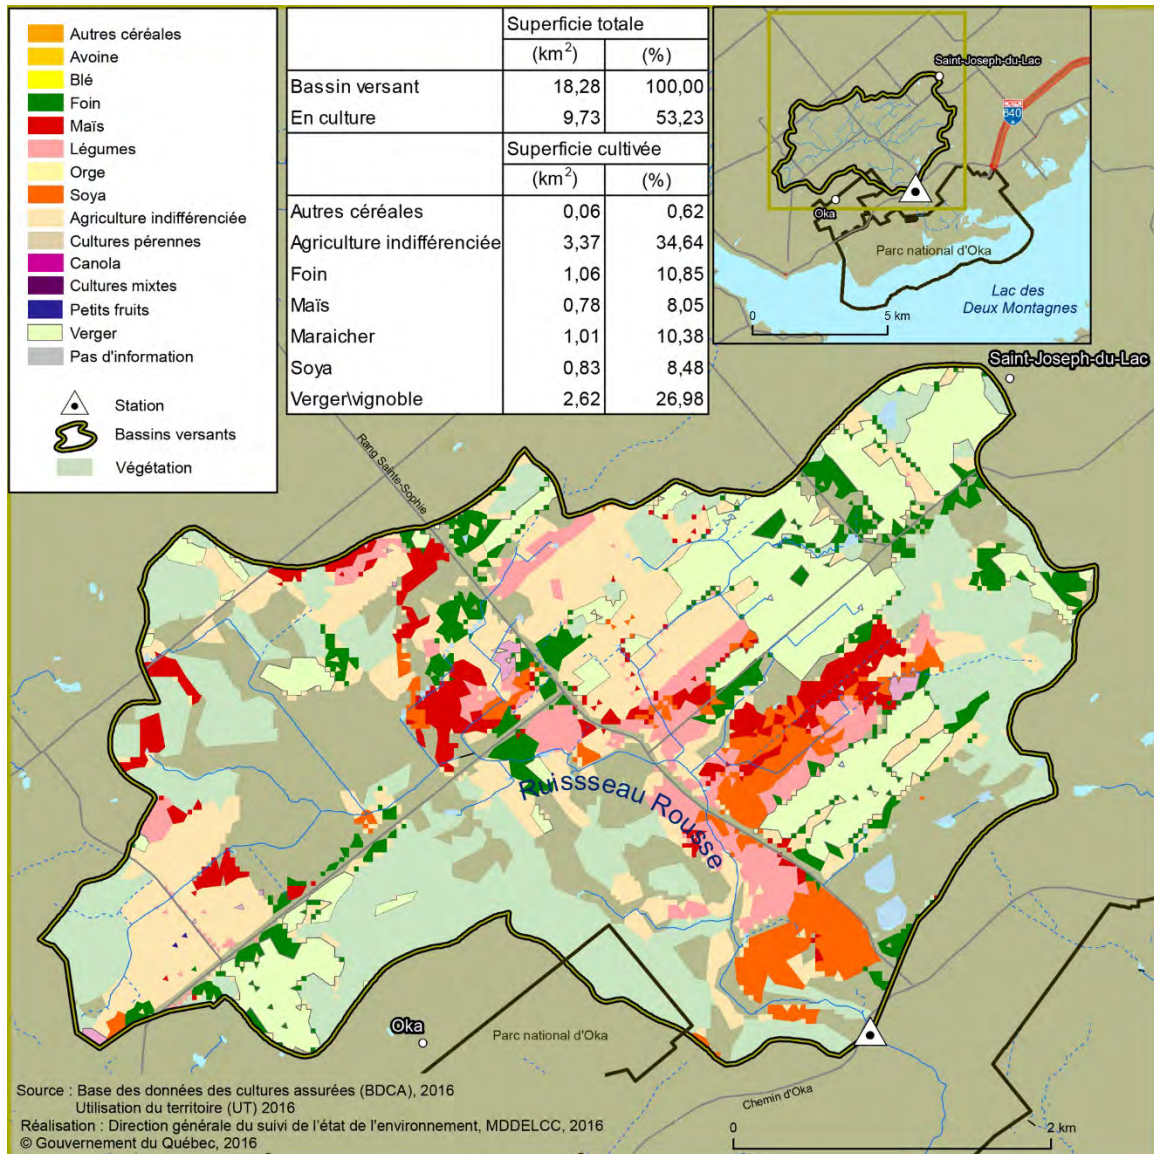 Autres céréales
Avoine
Blé
Foin
Maïs
Légumes
Orge
Soya
Agriculture indifférenciée
Cultures pérennes
Canola
Cultures mixtes
Petits fruits
Verger
Pas d'information
Station
Bassins versants
Végétation
Superficie totale
(km²) (%)
Bassin versant 18,28 100,00
En culture 9,73 53,23
Superficie cultivée
(km²) (%)
Autres céréales 0,06 0,62
Agriculture indifférenciée 3,37 34,64
Foin 1,06 10,85
Maïs 0,78 8,05
Maraicher 1,01 10,38
Soya 0,83 8,48
Verger\vignoble 2,62 26,98
Saint-Joseph-du-Lac
640
Oka
Parc national d'Oka
Lac des
Deux Montagnes
0 5 km
Saint-Joseph-du-Lac
Rang Sainte-Sophie
Ruissseau Rousse
Oka
Parc national d'Oka
Chemin d'Oka
0 2 km
Source : Base des données des cultures assurées (BDCA), 2016
Utilisation du territoire (UT) 2016
Réalisation : Direction générale du suivi de l'état de l'environnement, MDDELCC, 2016
© Gouvernement du Québec, 2016